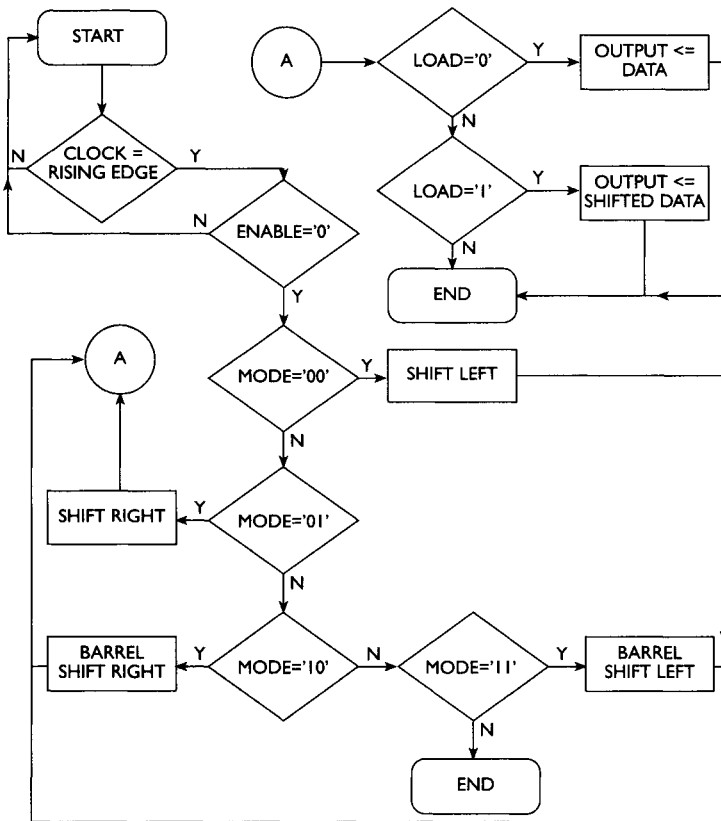 START
CLOCK =
RISING EDGE
N
Y
ENABLE='0'
N
Y
A
LOAD='0'
Y
OUTPUT <=
DATA
N
LOAD='1'
Y
OUTPUT <=
SHIFTED DATA
N
END
A
MODE='00'
Y
SHIFT LEFT
N
SHIFT RIGHT
Y
MODE='01'
N
BARREL
SHIFT RIGHT
Y
MODE='10'
N
MODE='11'
Y
BARREL
SHIFT LEFT
N
END